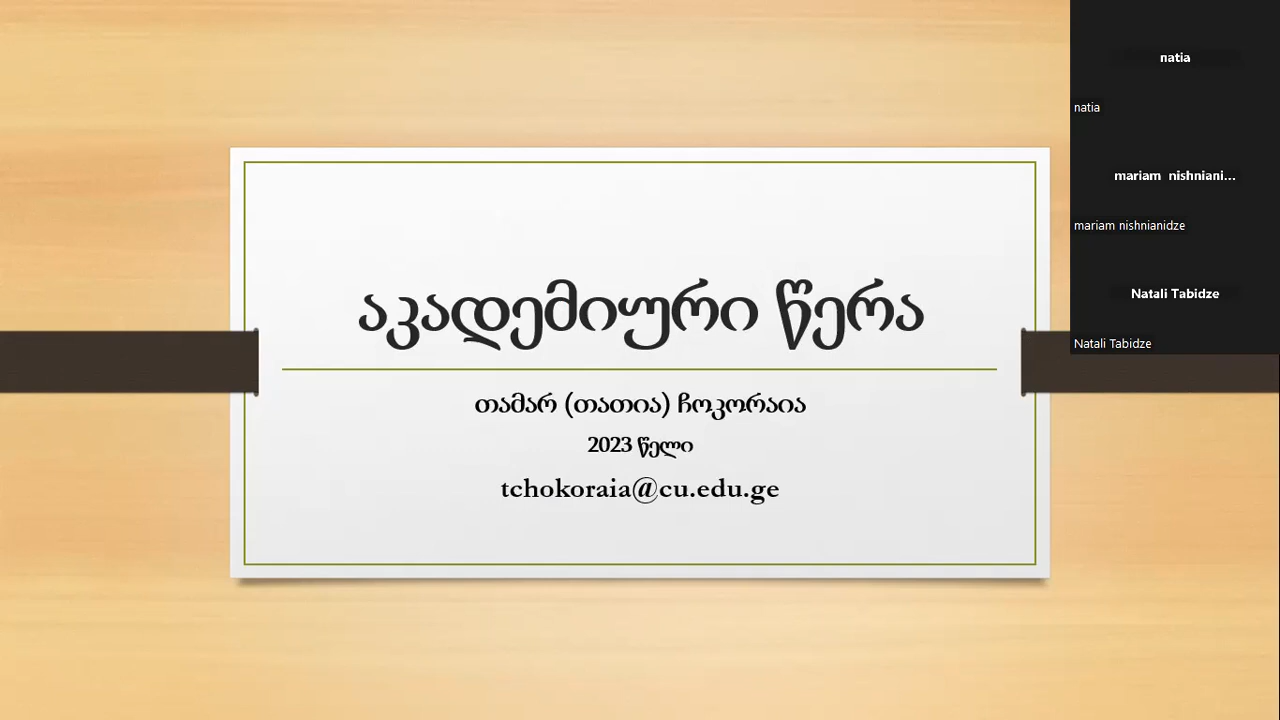 აკადემიური წერა
თამარ (თათია) ჩოკორაია
2023 წელი
tchokoraia@cu.edu.ge
natia
natia
mariam nishniani...
mariam nishnianidze
Natali Tabidze
Natali Tabidze